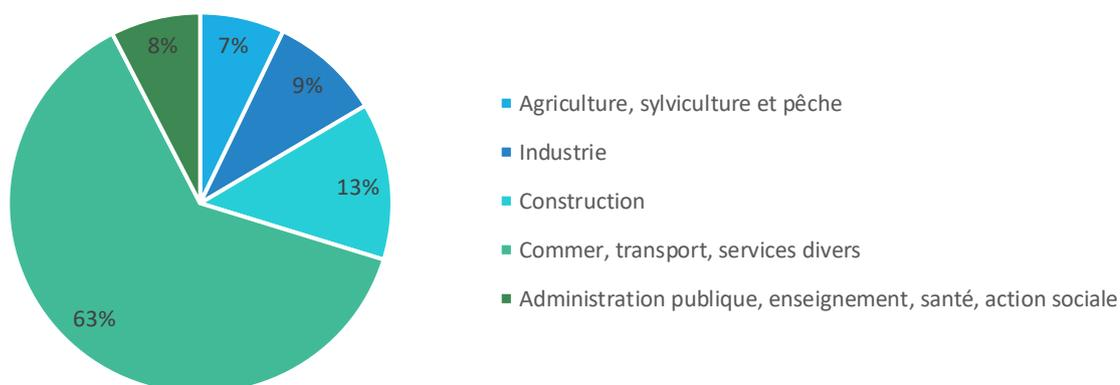 8%
7%
9%
13%
63%
Agriculture, sylviculture et pêche
Industrie
Construction
Commer, transport, services divers
Administration publique, enseignement, santé, action sociale